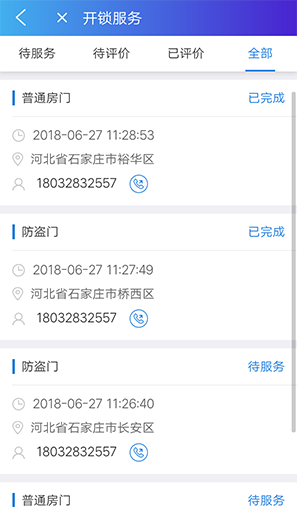 开锁服务
待服务 待评价 已评价 全部
普通房门 已完成
2018-06-27 11:28:53
河北省石家庄市裕华区
18032832557
防盗门 已完成
2018-06-27 11:27:49
河北省石家庄市桥西区
18032832557
防盗门 待服务
2018-06-27 11:26:40
河北省石家庄市长安区
18032832557
普通房门 待服务